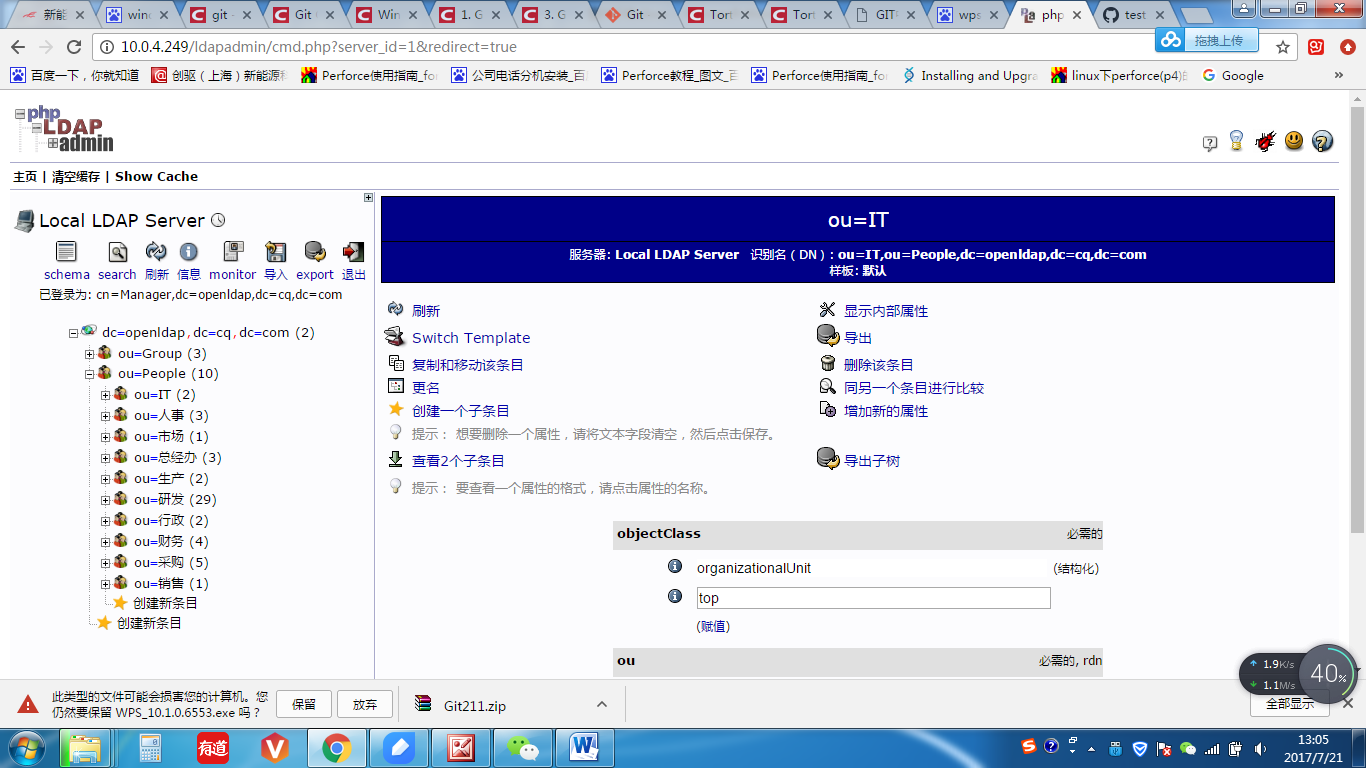 新能
wind
git -
Git
Win
1. G
3. G
Git
Tort
Tort
GIT
wps
php
test
10.0.4.249/ldapadmin/cmd.php?server_id=1&redirect=true
拖拽上传
百度一下，你就知道
创驱（上海）新能源科
Perforce使用指南_for
公司电话分机安装_百
Perforce教程_图文_百
Perforce使用指南_for
Installing and Upgra
linux下perforce(p4)的
Google
php
LDAP
admin
主页 | 清空缓存 | Show Cache
Local LDAP Server
schema search 刷新 信息 monitor 导入 export 退出
已登录为: cn=Manager,dc=openldap,dc=cq,dc=com
dc=openldap,dc=cq,dc=com (2)
ou=Group (3)
ou=People (10)
ou=IT (2)
ou=人事 (3)
ou=市场 (1)
ou=总经办 (3)
ou=生产 (2)
ou=研发 (29)
ou=行政 (2)
ou=财务 (4)
ou=采购 (5)
ou=销售 (1)
创建新条目
创建新条目
ou=IT
服务器: Local LDAP Server 识别名（DN）: ou=IT,ou=People,dc=openldap,dc=cq,dc=com
样板: 默认
刷新
显示内部属性
Switch Template
导出
复制和移动该条目
删除该条目
更名
同另一个条目进行比较
创建一个子条目
增加新的属性
提示： 想要删除一个属性，请将文本字段清空，然后点击保存。
查看2个子条目
导出子树
提示： 要查看一个属性的格式，请点击属性的名称。
objectClass 必需的
organizationalUnit (结构化)
top
(赋值)
ou 必需的, rdn
1.9K/s
1.1M/s
40%
此类型的文件可能会损害您的计算机。您
仍然要保留 WPS_10.1.0.6553.exe 吗？
保留
放弃
Git211.zip
全部显示
有道
13:05
2017/7/21